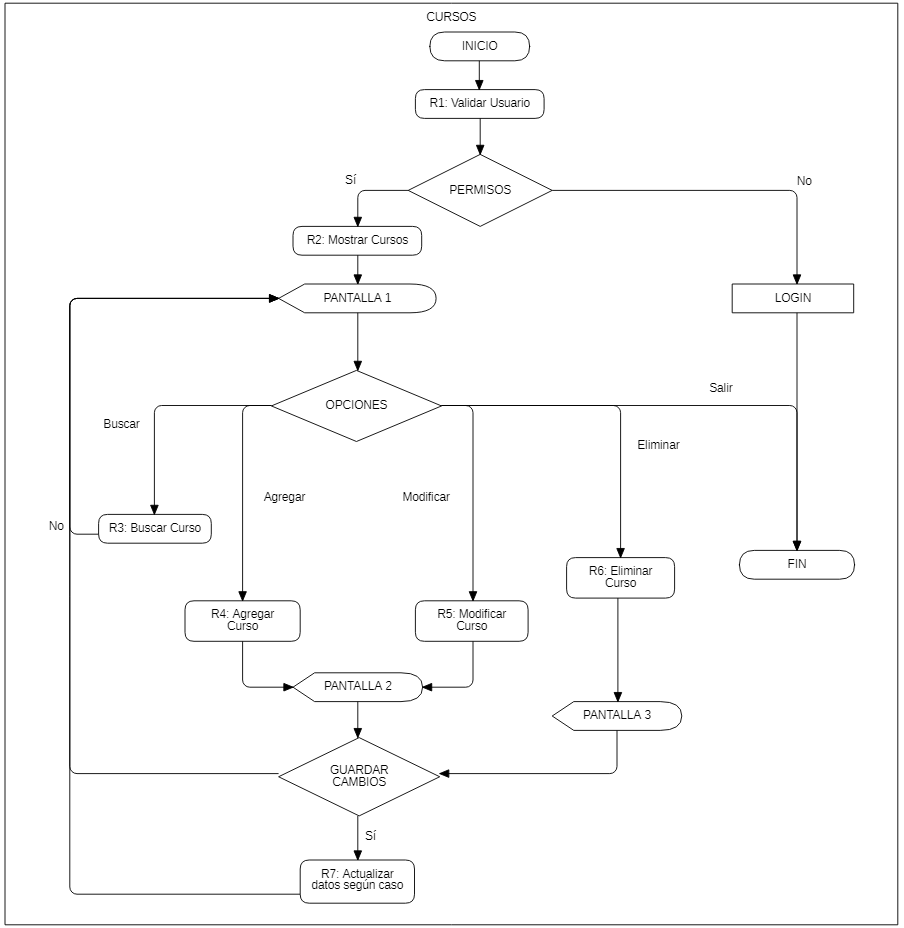 CURSOS
INICIO
R1: Validar Usuario
PERMISOS
Sí
No
R2: Mostrar Cursos
PANTALLA 1
LOGIN
OPCIONES
Salir
Buscar
Eliminar
Agregar
Modificar
No
R3: Buscar Curso
FIN
R6: Eliminar
Curso
R4: Agregar
Curso
R5: Modificar
Curso
PANTALLA 2
PANTALLA 3
GUARDAR
CAMBIOS
Sí
R7: Actualizar
datos según caso